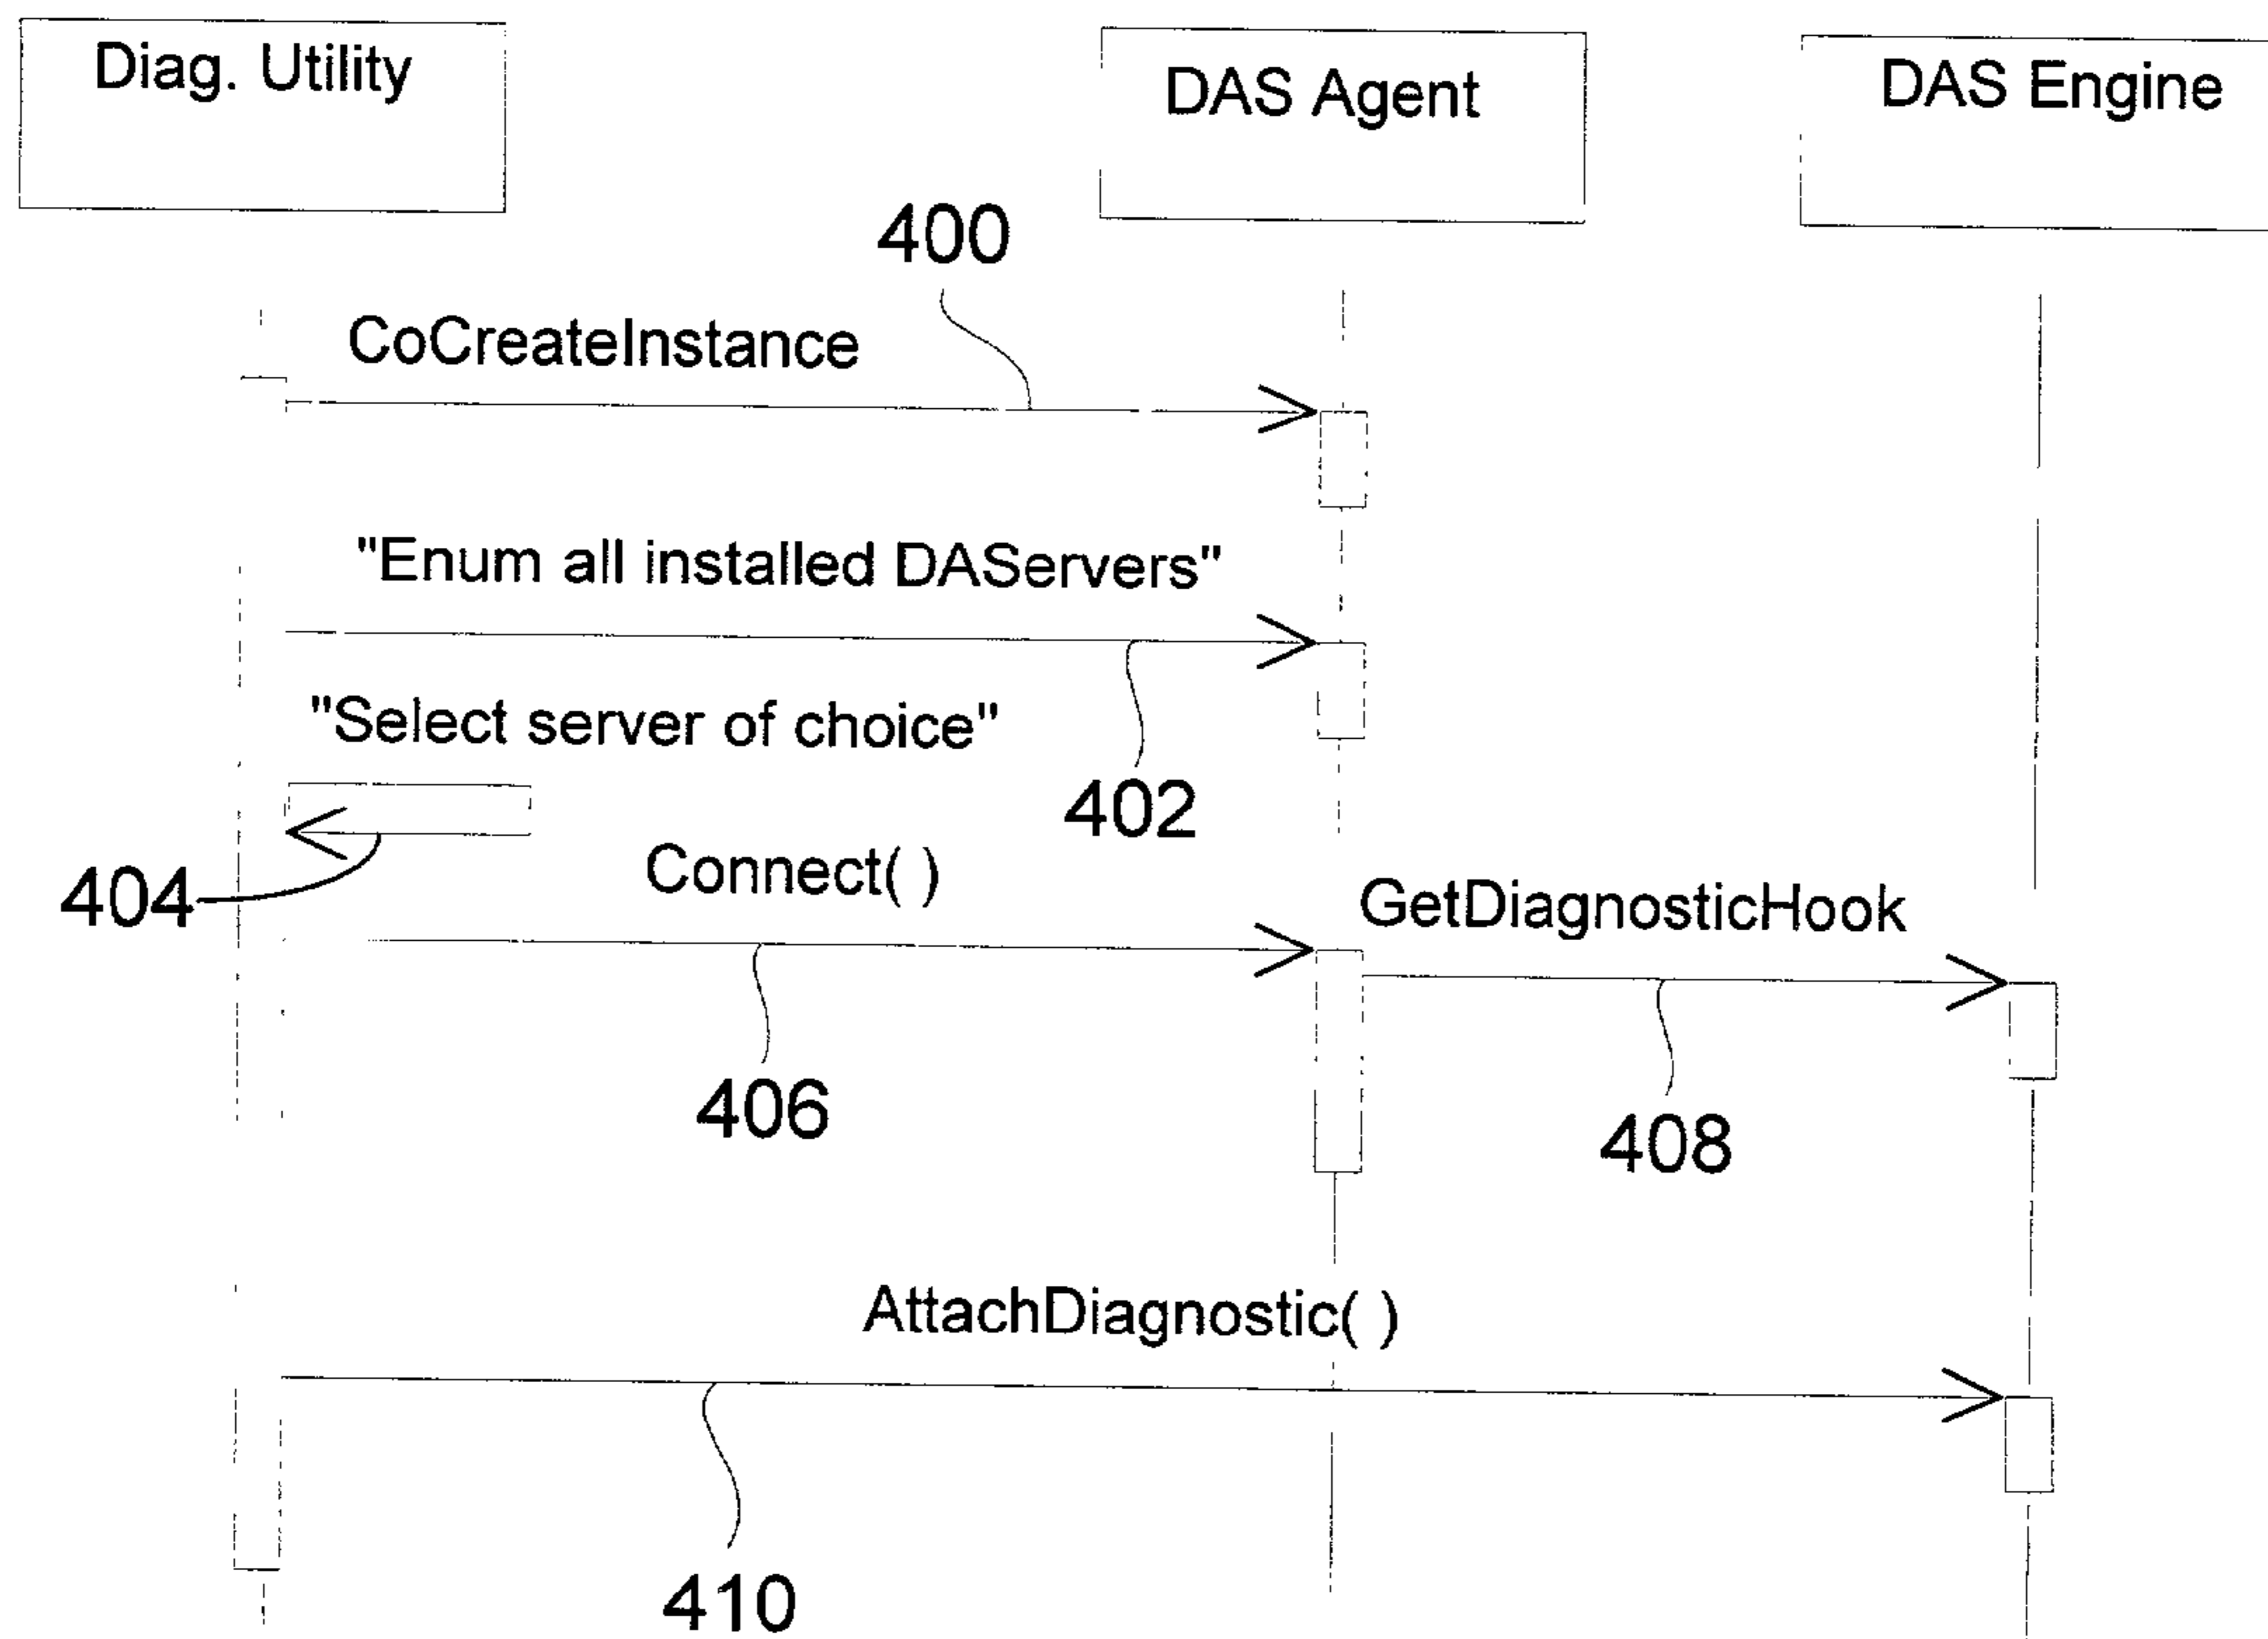 Diag. Utility
DAS Agent
DAS Engine
400
CoCreateInstance
"Enum all installed DAServers"
"Select server of choice"
402
404
Connect( )
GetDiagnosticHook
406
408
AttachDiagnostic( )
410